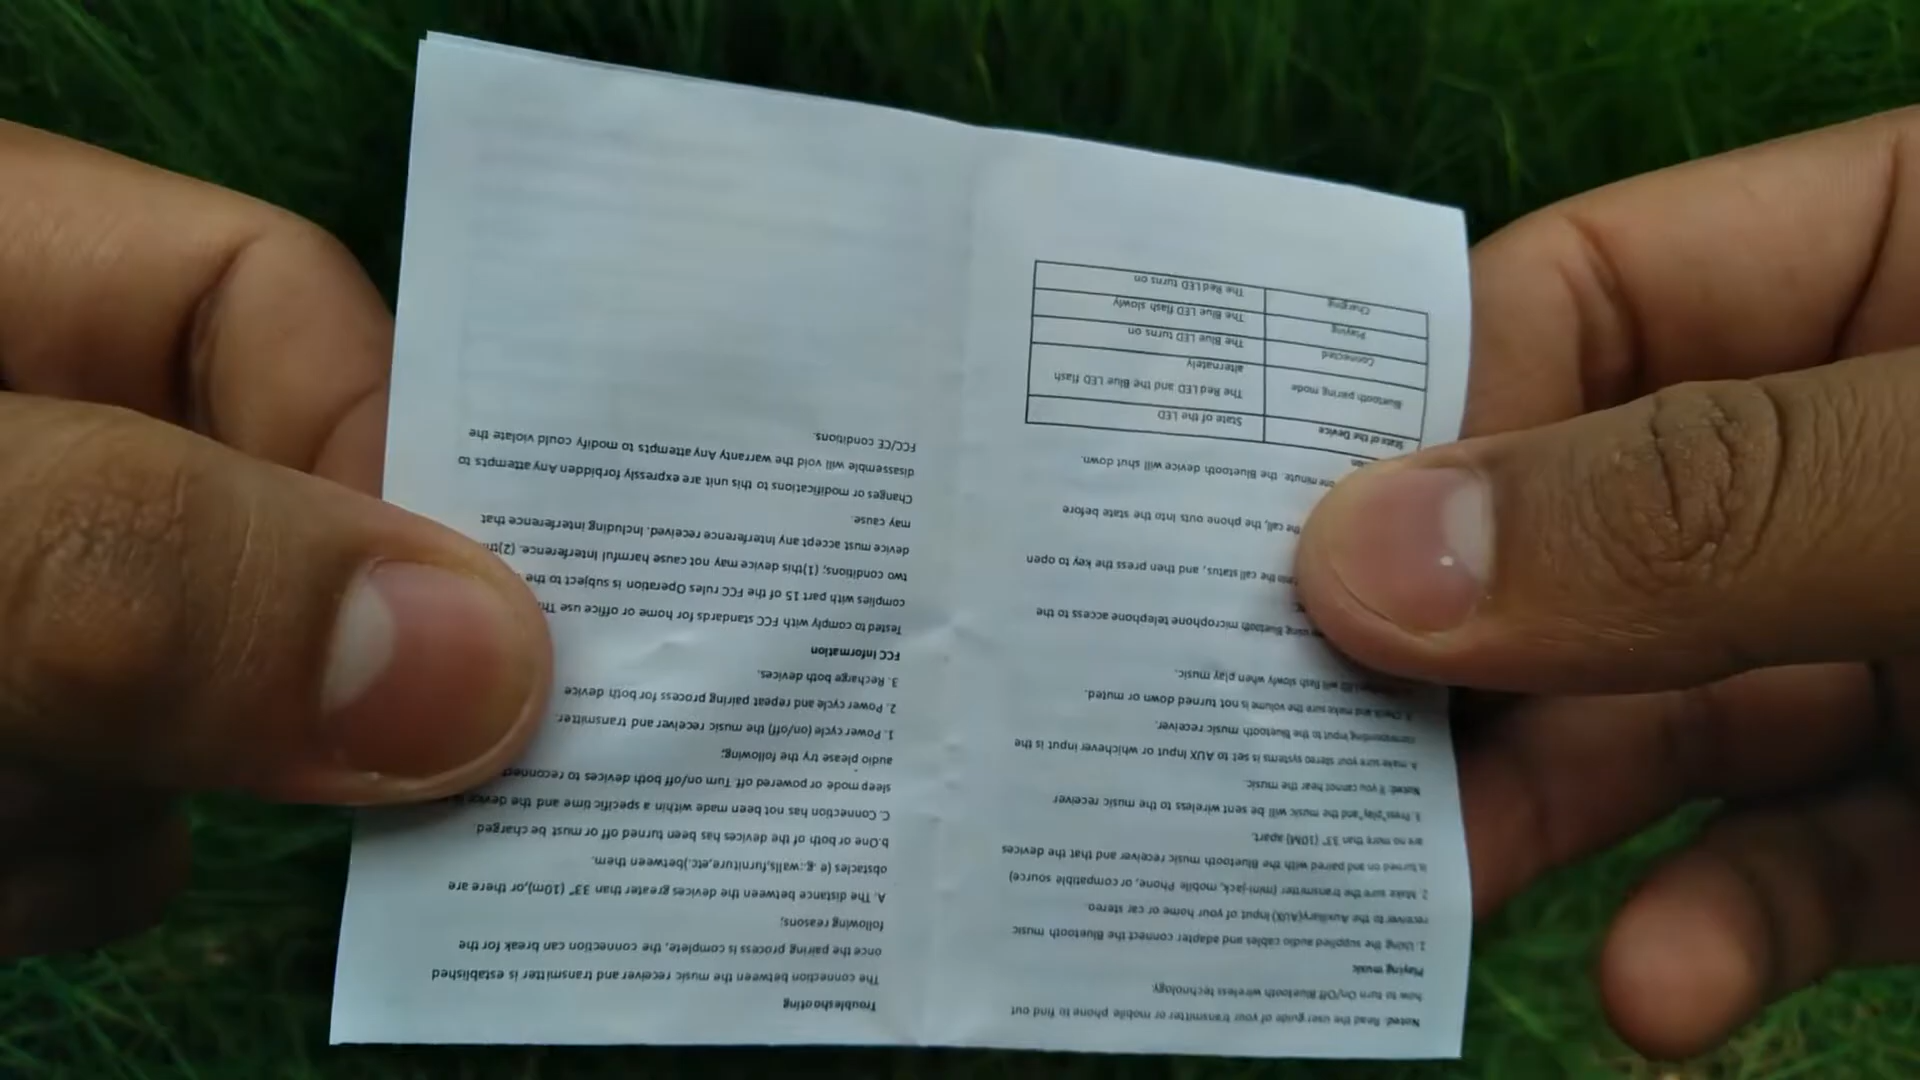 Noted: Read the user guide of your transmitter or mobile phone to find out
how to turn On/Off Bluetooth wireless technology.
Playing music
1. Using the supplied audio cables and adapter connect the Bluetooth music
receiver to the Auxiliary(AUX) input of your home or car stereo.
2. Make sure the transmitter (mini-jack, mobile Phone, or compatible source)
is turned on and paired with the Bluetooth music receiver and that the devices
are no more than 33" (10M) apart.
3. Press"play"and the music will be sent wireless to the music receiver
Noted: If you cannot hear the music:
make sure your stereo systems is set to AUX Input or whichever input is the
corresponding input to the Bluetooth music receiver.
Check and make sure the volume is not turned down or muted.
LED will flash slowly when play music.
using Bluetooth microphone telephone access to the
the call status, and then press the key to open
the call, the phone outs into the state before
one minute. the Bluetooth device will shut down.
State of the Device State of the LED
Bluetooth pairing mode The Red LED and the Blue LED flash
alternately
Connected The Blue LED turns on
Playing The Blue LED flash slowly
Charging The Red LED turns on
Troubleshooting
The connection between the music receiver and transmitter is established
once the pairing process is complete, the connection can break for the
following reasons;
A. The distance between the devices greater than 33" (10m),or there are
obstacles (e .g.:walls,furniture,etc.)between them.
b.One or both of the devices has been turned off or must be charged.
C. Connection has not been made within a specific time and the device
sleep mode or powered off. Turn on/off both devices to reconnect
audio please try the following;
1. Power cycle (on/off) the music receiver and transmitter.
2. Power cycle and repeat pairing process for both device
3. Recharge both devices.
FCC Information
Tested to comply with FCC standards for home or office use
complies with part 15 of the FCC rules Operation is subject to the
two conditions; (1)this device may not cause harmful Interference. (2)
device must accept any Interference received. Including interference that
may cause.
Changes or modifications to this unit are expressly forbidden Any attempts to
disassemble will void the warranty Any attempts to modify could violate the
FCC/CE conditions.